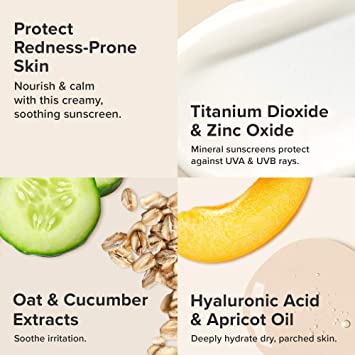 Protect
Redness-Prone
Skin
Nourish & calm
with this creamy,
soothing sunscreen.
Titanium Dioxide
& Zinc Oxide
Mineral sunscreens protect
against UVA & UVB rays.
Oat & Cucumber
Extracts
Soothe irritation.
Hyaluronic Acid
& Apricot Oil
Deeply hydrate dry, parched skin.